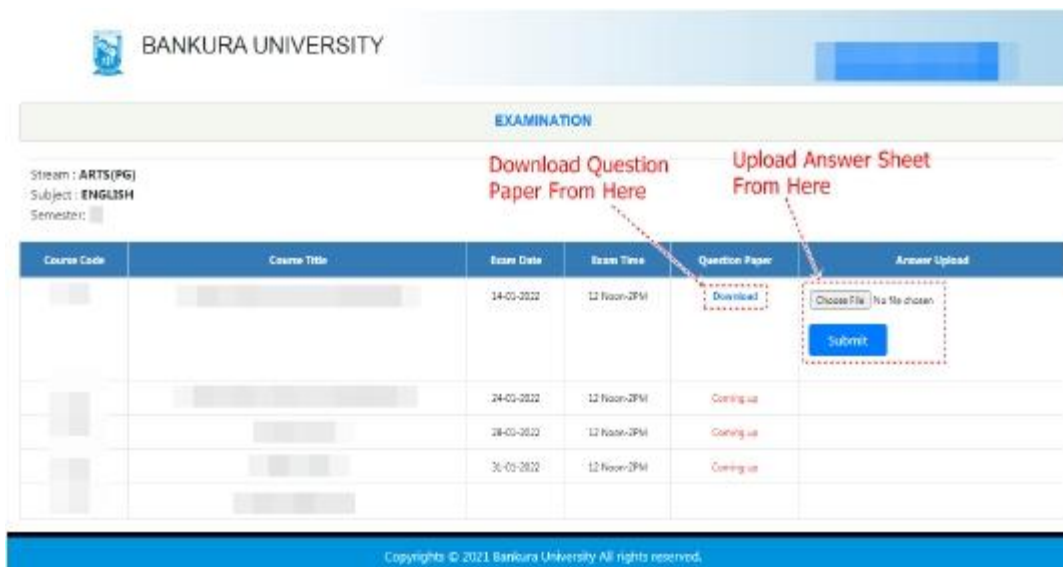 BANKURA UNIVERSITY
EXAMINATION
Stream : ARTS(PG)
Subject : ENGLISH
Semester:
Download Question
Paper From Here
Upload Answer Sheet
From Here
Course Code Course Title Exam Date Exam Time Question Paper Answer Upload
14-01-2022 12 Noon-2PM Download Choose File No file chosen
Submit
24-01-2022 12 Noon-2PM Coming up
28-01-2022 12 Noon-2PM Coming up
31-01-2022 12 Noon-2PM Coming up
Copyrights © 2021 Bankura University All rights reserved.